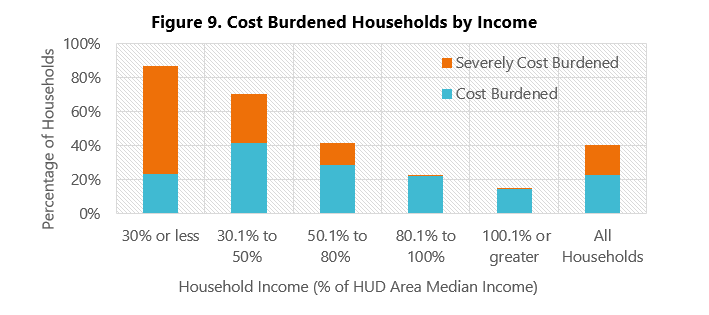 Figure 9. Cost Burdened Households by Income
Percentage of Households
100%
80%
60%
40%
20%
0%
Severely Cost Burdened
Cost Burdened
30% or less
30.1% to
50%
50.1% to
80%
80.1% to
100%
100.1% or
greater
All
Households
Household Income (% of HUD Area Median Income)